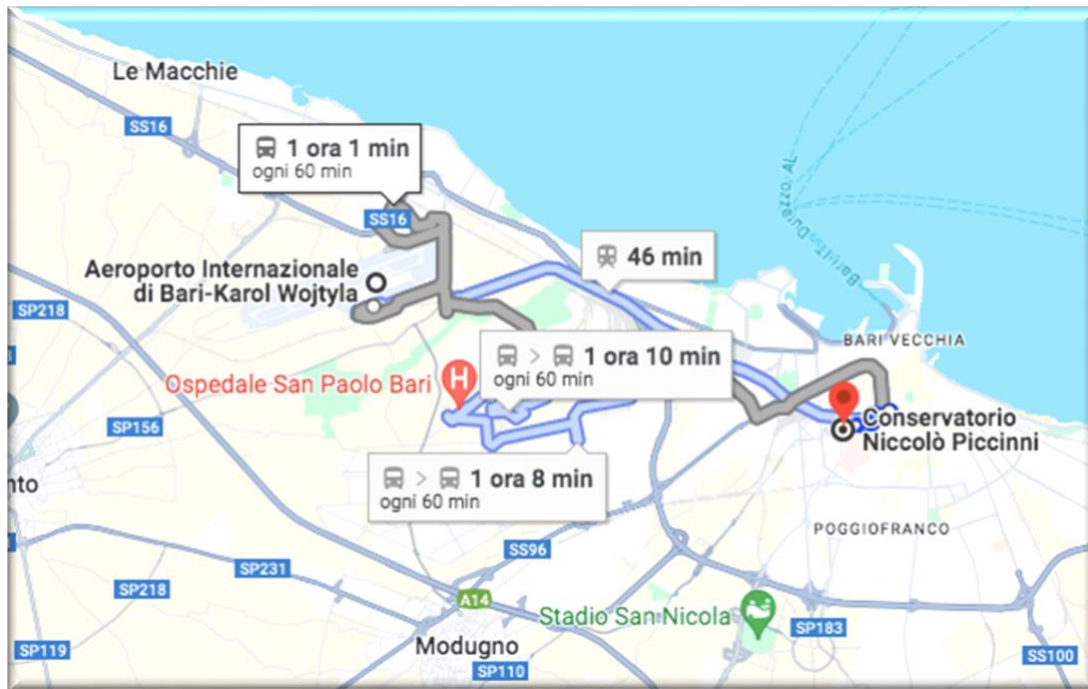 Le Macchie
SS16
1 ora 1 min
ogni 60 min
SS16
46 min
Aeroporto Internazionale
di Bari-Karol Wojtyla
SP218
Bari, IT - Durazzo, AL
BARI VECCHIA
> 1 ora 10 min
ogni 60 min
Ospedale San Paolo Bari
H
SP156
Conservatorio
Niccolò Piccinni
nto
> 1 ora 8 min
ogni 60 min
POGGIOFRANCO
SS96
SP231
SP218
A14
Stadio San Nicola
SP183
Modugno
SP119
SP110
SS100